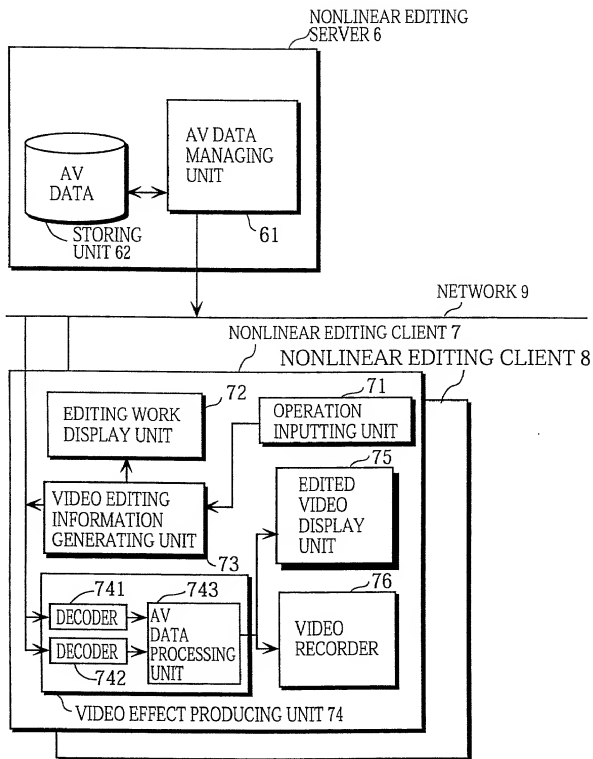 NONLINEAR EDITING
SERVER 6
AV DATA
MANAGING
UNIT
AV
DATA
STORING
UNIT 62
61
NETWORK 9
NONLINEAR EDITING CLIENT 7
NONLINEAR EDITING CLIENT 8
72
71
EDITING WORK
DISPLAY UNIT
OPERATION
INPUTTING UNIT
75
VIDEO EDITING
INFORMATION
GENERATING UNIT
EDITED
VIDEO
DISPLAY
UNIT
73
741
743
76
DECODER
AV
DATA
PROCESSING
UNIT
DECODER
742
VIDEO
RECORDER
VIDEO EFFECT PRODUCING UNIT 74